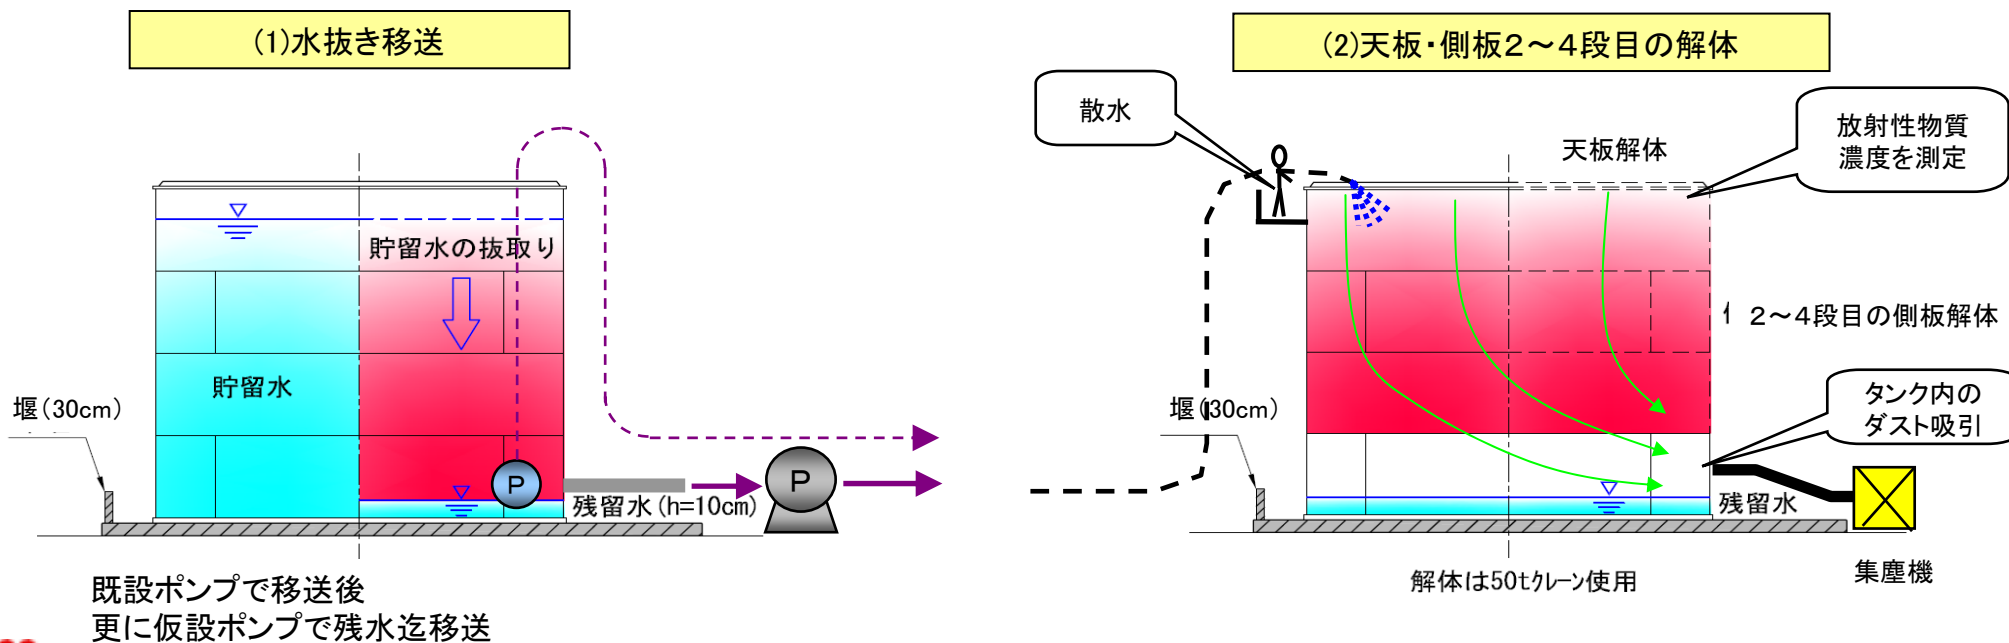 (1)水抜き移送
貯留水の抜取り
貯留水
堰(30cm)
P
P
残留水(h=10cm)
既設ポンプで移送後
更に仮設ポンプで残水迄移送
(2)天板・側板2～4段目の解体
散水
天板解体
放射性物質
濃度を測定
2～4段目の側板解体
堰(30cm)
タンク内の
ダスト吸引
残留水
集塵機
解体は50tクレーン使用